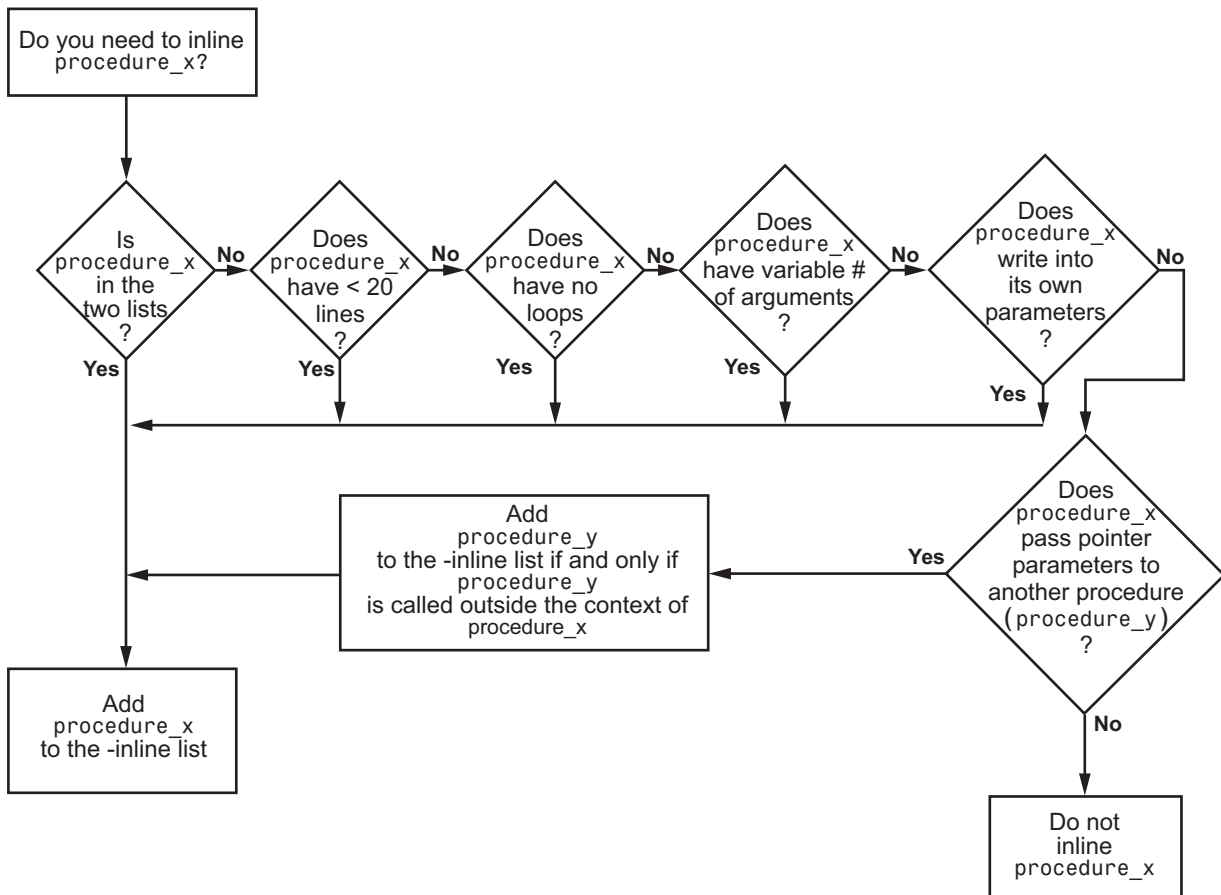 Do you need to inline
procedure_x?
Is
procedure_x
in the
two lists
?
No
Yes
Does
procedure_x
have < 20
lines
?
No
Yes
Does
procedure_x
have no
loops
?
No
Yes
Does
procedure_x
have variable #
of arguments
?
No
Yes
Does
procedure_x
write into
its own
parameters
?
No
Yes
Does
procedure_x
pass pointer
parameters to
another procedure
(procedure_y)
?
Yes
No
Add
procedure_y
to the -inline list if and only if
procedure_y
is called outside the context of
procedure_x
Add
procedure_x
to the -inline list
Do not
inline
procedure_x